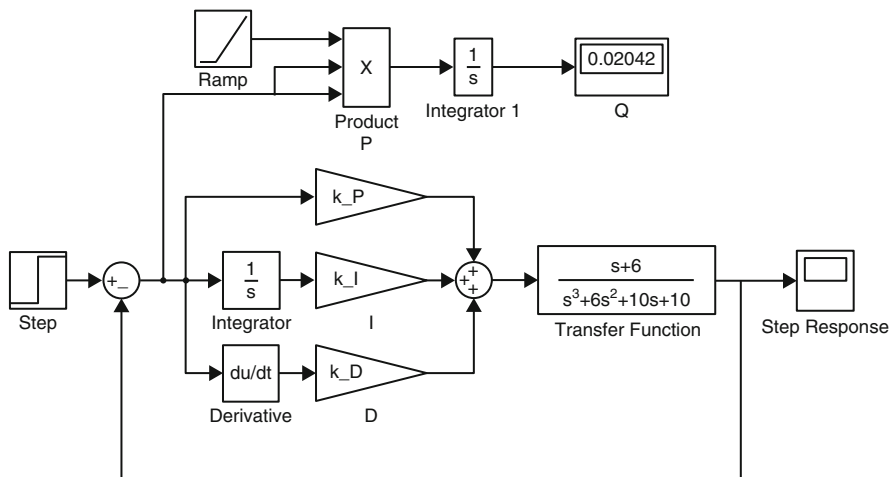 Ramp
X
Product
P
1
s
Integrator 1
0.02042
Q
Step
+
–
k_P
1
s
Integrator
k_I
I
du/dt
Derivative
k_D
D
+
+
+
s+6
s³+6s²+10s+10
Transfer Function
Step Response